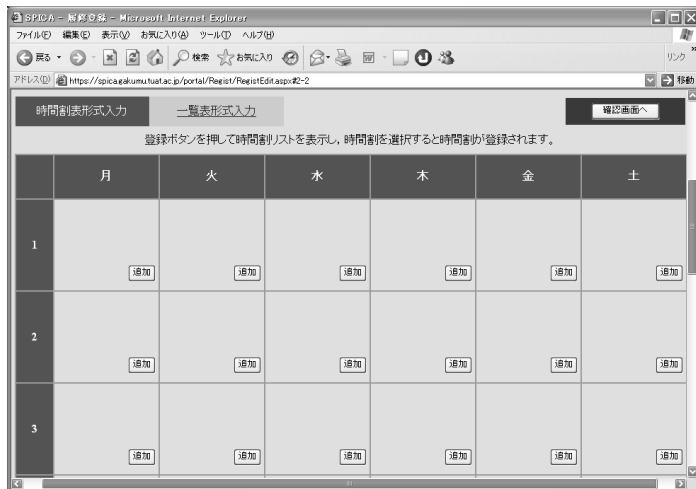 SPICA - 履修登録 - Microsoft Internet Explorer
ファイル(F) 編集(E) 表示(V) お気に入り(A) ツール(T) ヘルプ(H)
戻る 検索 お気に入り リンク
アドレス(D) https://spica.gakumu.tuat.ac.jp/portal/Regist/RegistEdit.aspx#2-2 移動
時間割表形式入力 一覧表形式入力 確認画面へ
登録ボタンを押して時間割リストを表示し，時間割を選択すると時間割が登録されます。
月 火 水 木 金 土
1
追加 追加 追加 追加 追加 追加
2
追加 追加 追加 追加 追加 追加
3
追加 追加 追加 追加 追加 追加